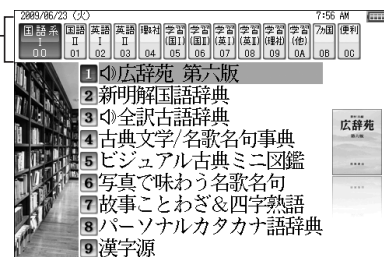 2009/06/23 (火) 7:56 AM
国語系Ⅰ 国語Ⅱ 英語Ⅰ 英語Ⅱ 理&社 学習(国Ⅰ) 学習(国Ⅱ) 学習(英Ⅰ) 学習(英Ⅱ) 学習(理社) 学習(他) 7カ国 便利
00 01 02 03 04 05 06 07 08 09 0A 0B 0C
1 広辞苑 第六版
2 新明解国語辞典
3 全訳古語辞典
4 古典文学/名歌名句事典
5 ビジュアル古典ミニ図鑑
6 写真で味わう名歌名句
7 故事ことわざ&四字熟語
8 パーソナルカタカナ語辞典
9 漢字源
広辞苑